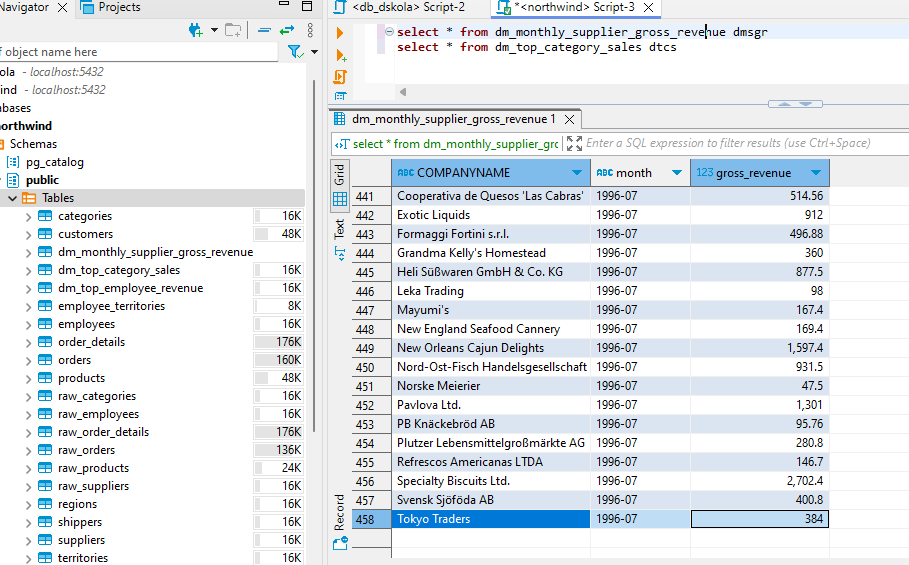 Navigator
Projects
<db_dskola> Script-2
*<northwind> Script-3
of object name here
ola - localhost:5432
ind - localhost:5432
abases
northwind
Schemas
pg_catalog
public
Tables
categories 16K
customers 48K
dm_monthly_supplier_gross_revenue
dm_top_category_sales 16K
dm_top_employee_revenue 16K
employee_territories 8K
employees 16K
order_details 176K
orders 160K
products 48K
raw_categories 16K
raw_employees 16K
raw_order_details 176K
raw_orders 136K
raw_products 24K
raw_suppliers 16K
regions 16K
shippers 16K
suppliers 16K
territories 16K
select * from dm_monthly_supplier_gross_revenue dmsgr
select * from dm_top_category_sales dtcs
dm_monthly_supplier_gross_revenue 1
select * from dm_monthly_supplier_grc
Enter a SQL expression to filter results (use Ctrl+Space)
Grid
Text
Record
ABC COMPANYNAME ABC month 123 gross_revenue
441 Cooperativa de Quesos 'Las Cabras' 1996-07 514.56
442 Exotic Liquids 1996-07 912
443 Formaggi Fortini s.r.l. 1996-07 496.88
444 Grandma Kelly's Homestead 1996-07 360
445 Heli Süßwaren GmbH & Co. KG 1996-07 877.5
446 Leka Trading 1996-07 98
447 Mayumi's 1996-07 167.4
448 New England Seafood Cannery 1996-07 169.4
449 New Orleans Cajun Delights 1996-07 1,597.4
450 Nord-Ost-Fisch Handelsgesellschaft 1996-07 931.5
451 Norske Meierier 1996-07 47.5
452 Pavlova Ltd. 1996-07 1,301
453 PB Knäckebröd AB 1996-07 95.76
454 Plutzer Lebensmittelgroßmärkte AG 1996-07 280.8
455 Refrescos Americanas LTDA 1996-07 146.7
456 Specialty Biscuits Ltd. 1996-07 2,702.4
457 Svensk Sjöföda AB 1996-07 400.8
458 Tokyo Traders 1996-07 384